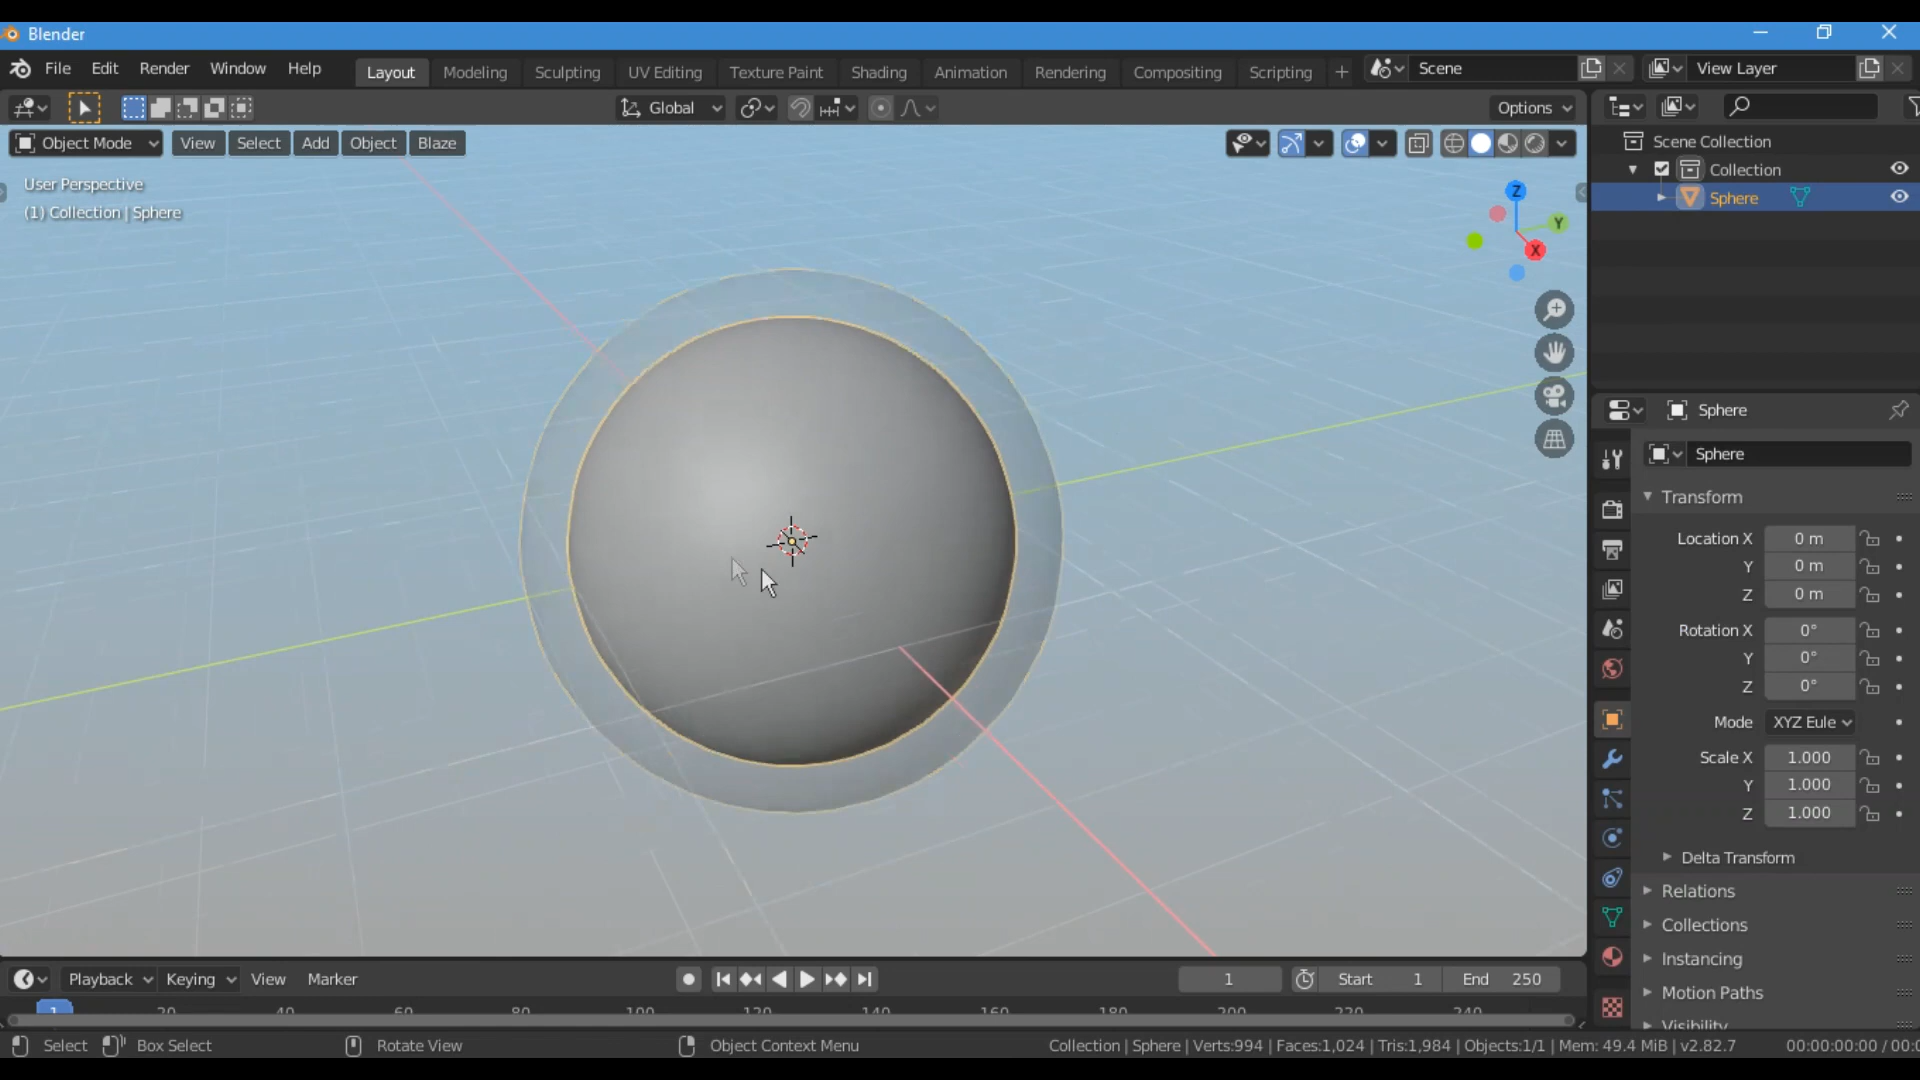 Blender
File Edit Render Window Help Layout Modeling Sculpting UV Editing Texture Paint Shading Animation Rendering Compositing Scripting + Scene View Layer
Global Options
Object Mode View Select Add Object Blaze
User Perspective
(1) Collection | Sphere
Z
Y
X
Scene Collection
Collection
Sphere
Sphere
Sphere
Transform
Location X 0 m
Y 0 m
Z 0 m
Rotation X 0°
Y 0°
Z 0°
Mode XYZ Eule
Scale X 1.000
Y 1.000
Z 1.000
Delta Transform
Relations
Collections
Instancing
Motion Paths
Visibility
Playback Keying View Marker 1 Start 1 End 250
1 20 40 60 80 100 120 140 160 180 200 220 240
Select Box Select Rotate View Object Context Menu Collection | Sphere | Verts:994 | Faces:1,024 | Tris:1,984 | Objects:1/1 | Mem: 49.4 MiB | v2.82.7 00:00:00:00 / 00:0